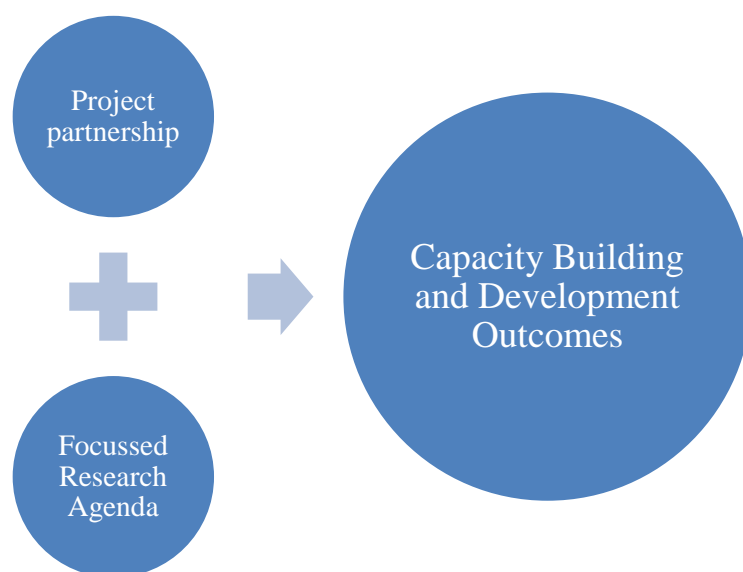 Project
partnership
Focussed
Research
Agenda
Capacity Building
and Development
Outcomes